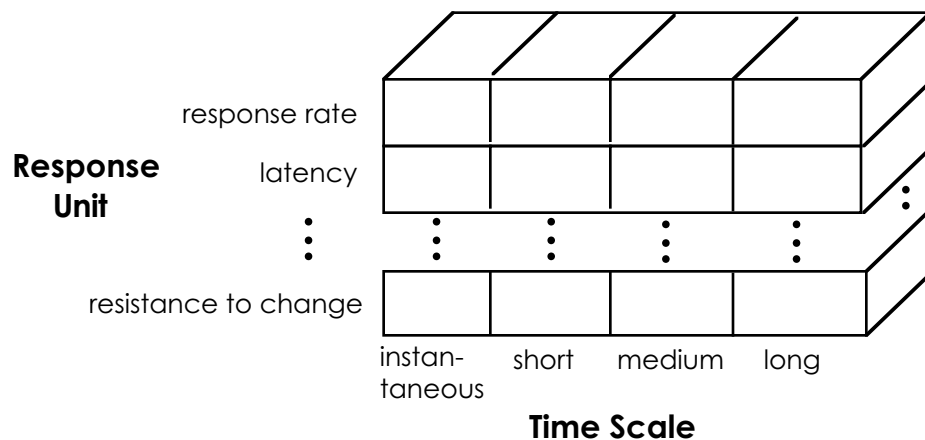 response rate
Response
Unit
latency
resistance to change
instan-
taneous
short
medium
long
Time Scale